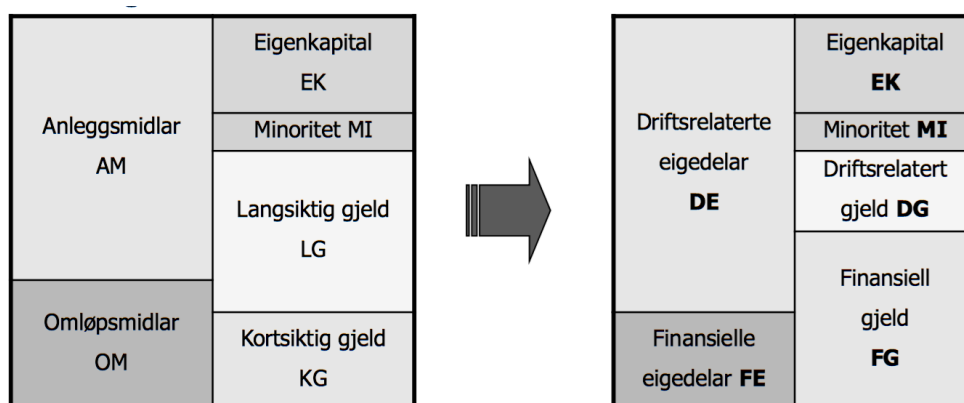 Eigenkapital
EK
Anleggsmidlar
AM
Minoritet MI
Langsiktig gjeld
LG
Omløpsmidlar
OM
Kortsiktig gjeld
KG
Eigenkapital
EK
Driftsrelaterte
eigedelar
DE
Minoritet MI
Driftsrelatert
gjeld DG
Finansiell
gjeld
FG
Finansielle
eigedelar FE